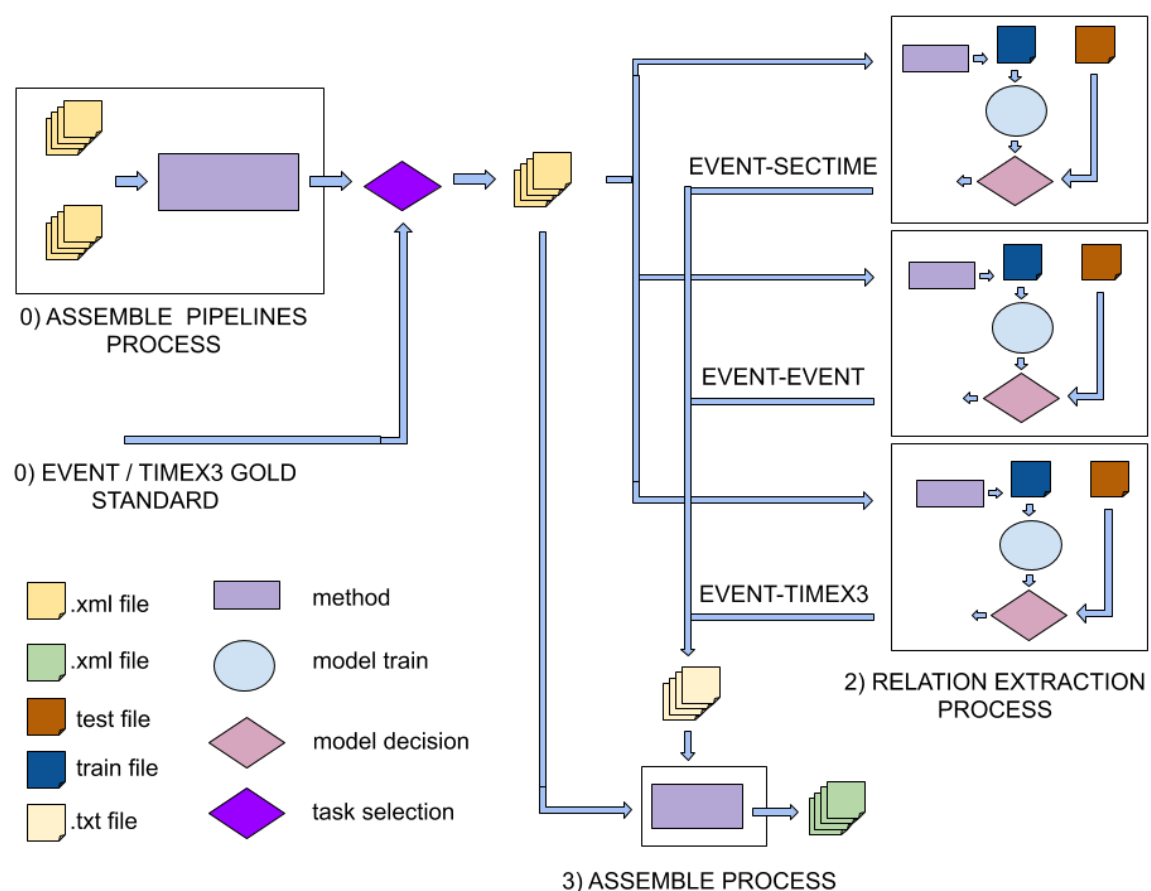 EVENT-SECTIME
0) ASSEMBLE PIPELINES
PROCESS
EVENT-EVENT
0) EVENT / TIMEX3 GOLD
STANDARD
EVENT-TIMEX3
2) RELATION EXTRACTION
PROCESS
.xml file
method
.xml file
model train
test file
model decision
train file
task selection
.txt file
3) ASSEMBLE PROCESS